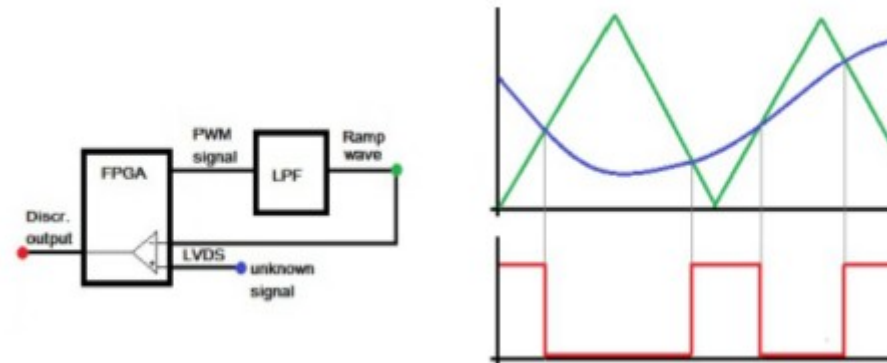 PWM
signal
Ramp
wave
FPGA
LPF
Discr.
output
LVDS
unknown
signal